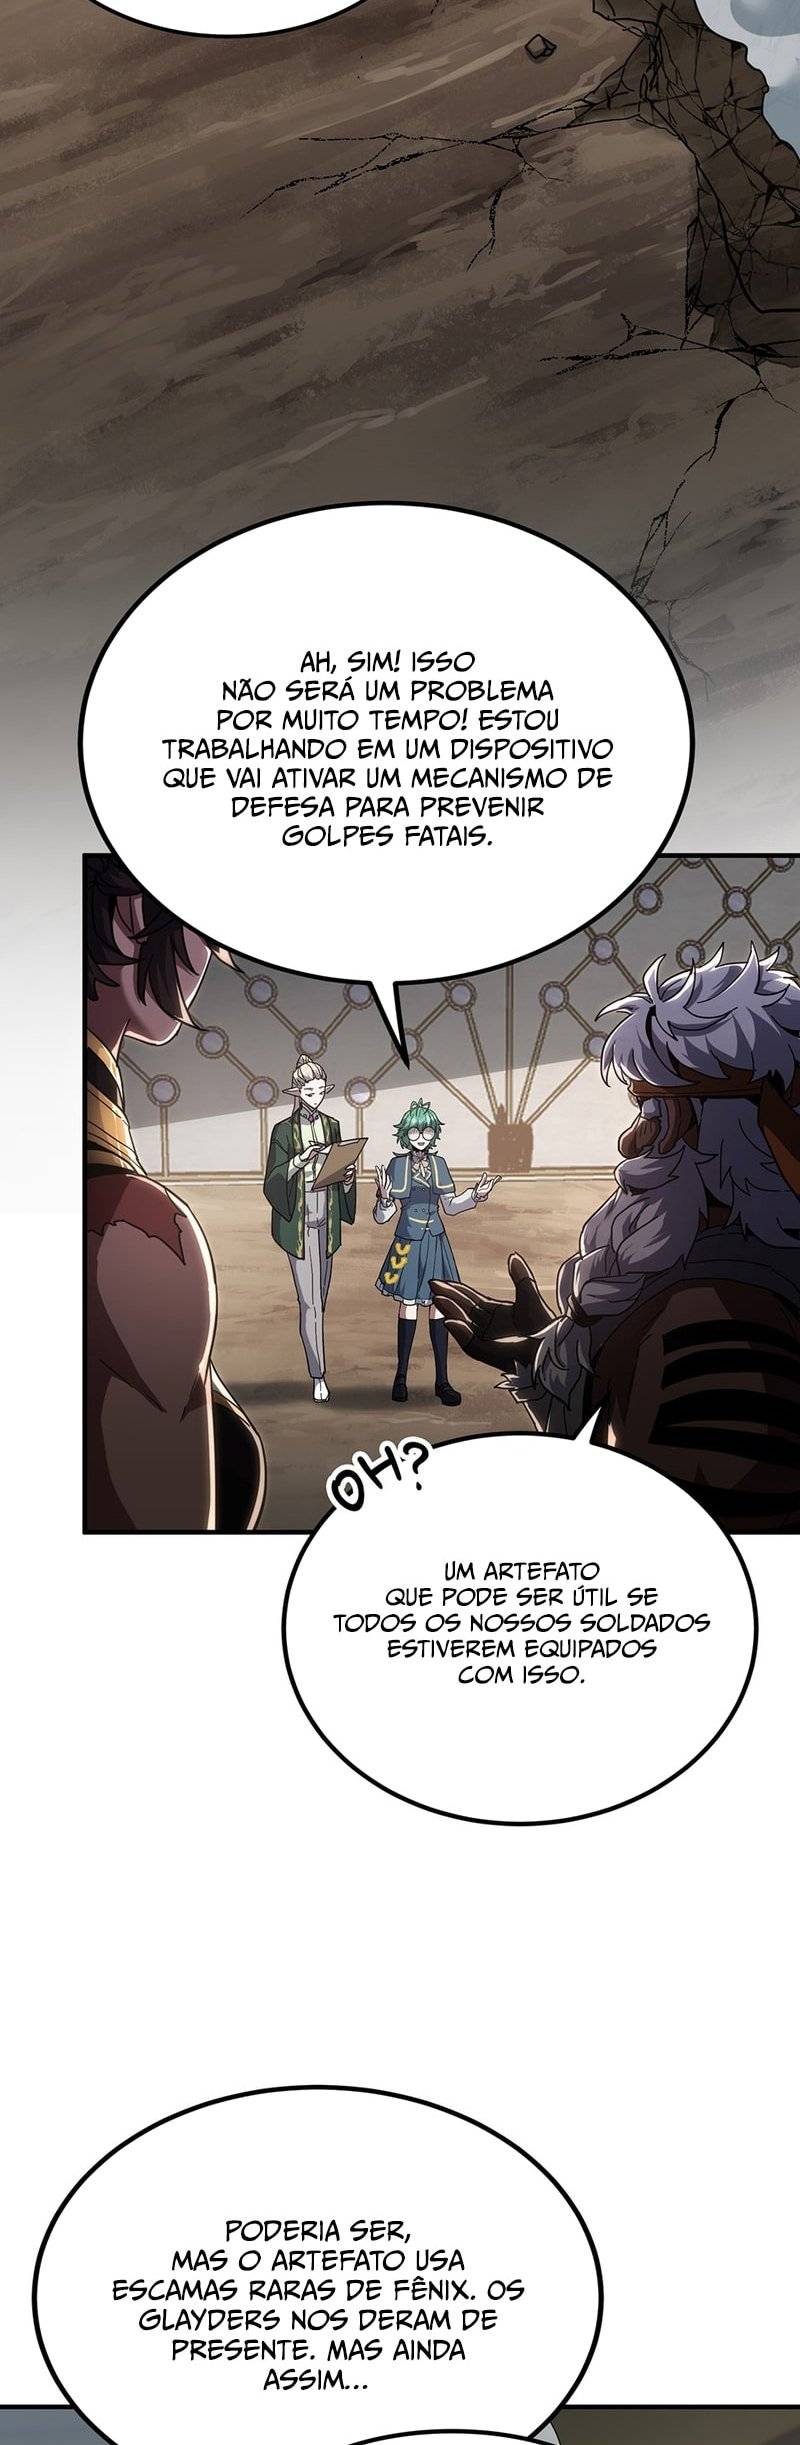 AH, SIM! ISSO
NÃO SERÁ UM PROBLEMA
POR MUITO TEMPO! ESTOU
TRABALHANDO EM UM DISPOSITIVO
QUE VAI ATIVAR UM MECANISMO DE
DEFESA PARA PREVENIR
GOLPES FATAIS.
OH?
UM ARTEFATO
QUE PODE SER ÚTIL SE
TODOS OS NOSSOS SOLDADOS
ESTIVEREM EQUIPADOS
COM ISSO.
PODERIA SER,
MAS O ARTEFATO USA
ESCAMAS RARAS DE FÊNIX. OS
GLAYDERS NOS DERAM DE
PRESENTE. MAS AINDA
ASSIM...